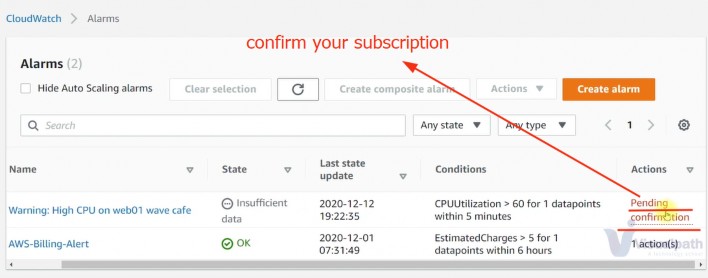 CloudWatch > Alarms
confirm your subscription
Alarms (2)
Hide Auto Scaling alarms
Clear selection
Create composite alarm
Actions
Create alarm
Search
Any state
Any type
< 1 >
Name State Last state update Conditions Actions
Warning: High CPU on web01 wave cafe
Insufficient data
2020-12-12 19:22:35
CPUUtilization > 60 for 1 datapoints within 5 minutes
Pending confirmation
AWS-Billing-Alert
OK
2020-12-01 07:31:49
EstimatedCharges > 5 for 1 datapoints within 6 hours
1 action(s)